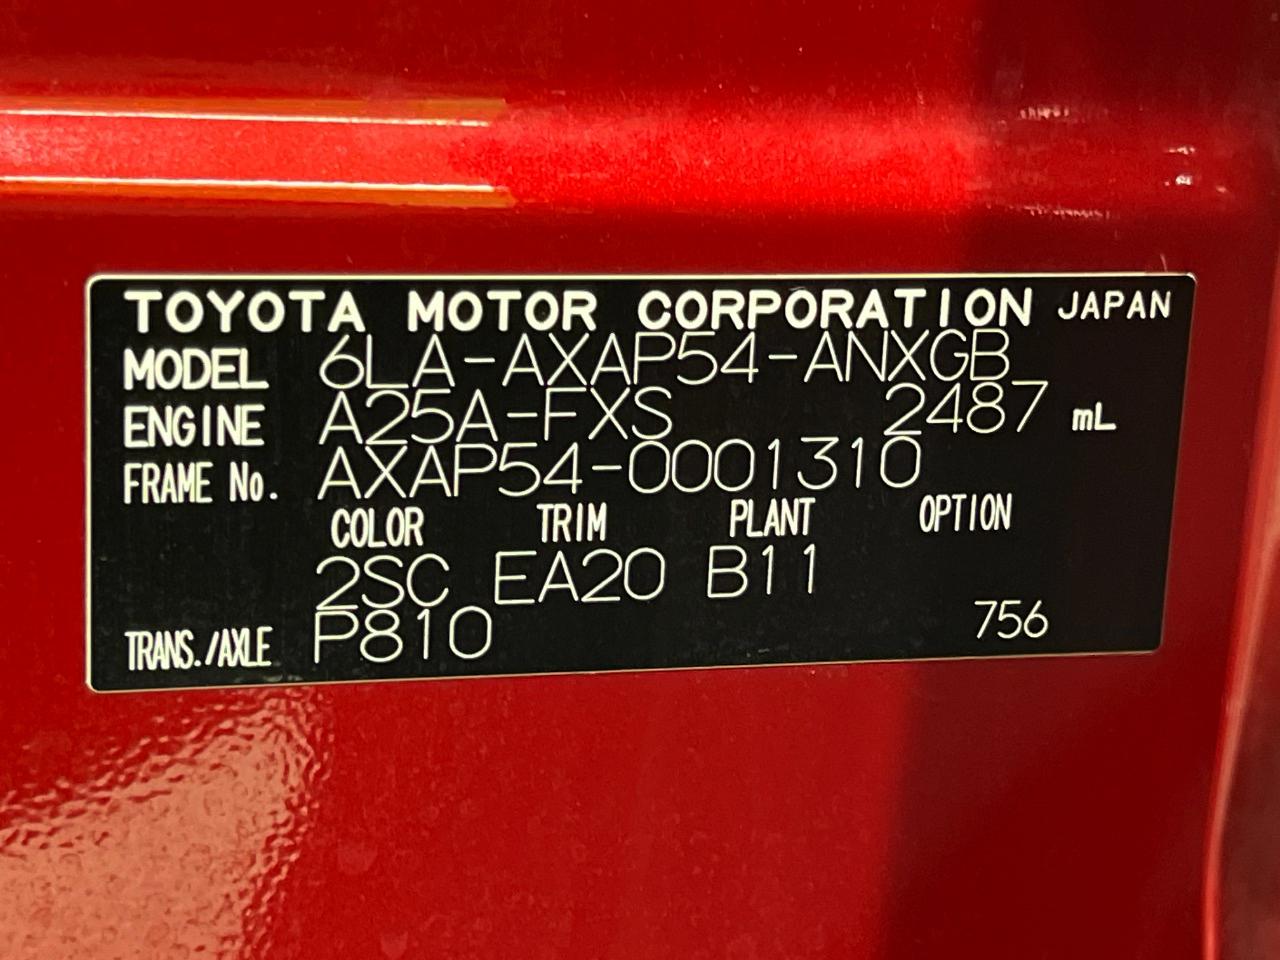 TOYOTA MOTOR CORPORATION JAPAN
MODEL 6LA-AXAP54-ANXGB
ENGINE A25A-FXS 2487 mL
FRAME No. AXAP54-0001310
COLOR TRIM PLANT OPTION
2SC EA20 B11
TRANS./AXLE P810 756